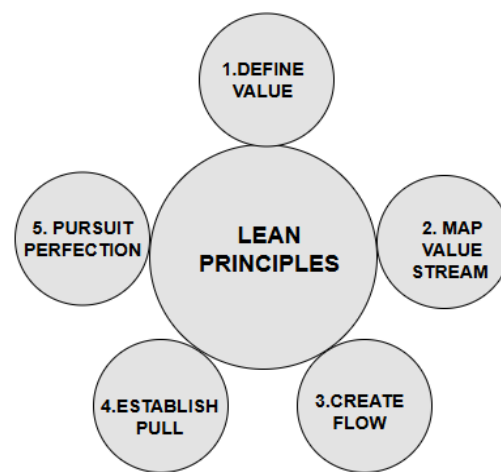 1.DEFINE
VALUE
LEAN
PRINCIPLES
2. MAP
VALUE
STREAM
3.CREATE
FLOW
4.ESTABLISH
PULL
5. PURSUIT
PERFECTION